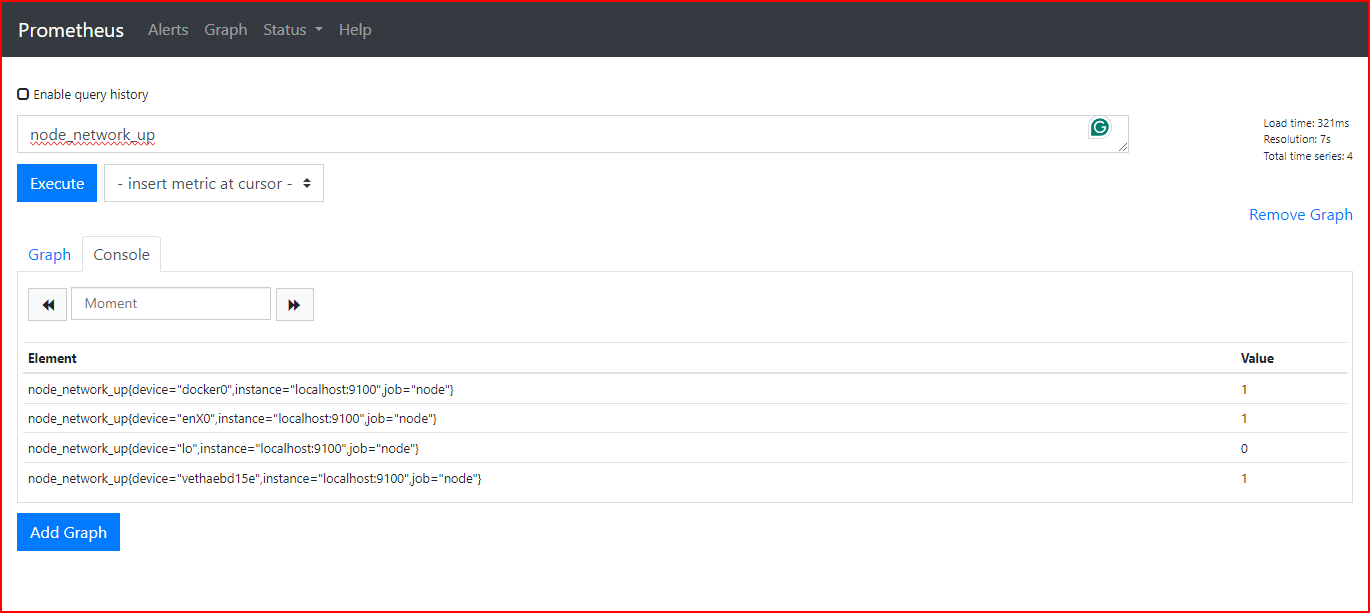 Prometheus Alerts Graph Status Help
Enable query history
node_network_up
Load time: 321ms
Resolution: 7s
Total time series: 4
Execute - insert metric at cursor -
Remove Graph
Graph Console
Moment
Element Value
node_network_up{device="docker0",instance="localhost:9100",job="node"} 1
node_network_up{device="enX0",instance="localhost:9100",job="node"} 1
node_network_up{device="lo",instance="localhost:9100",job="node"} 0
node_network_up{device="vethaebd15e",instance="localhost:9100",job="node"} 1
Add Graph